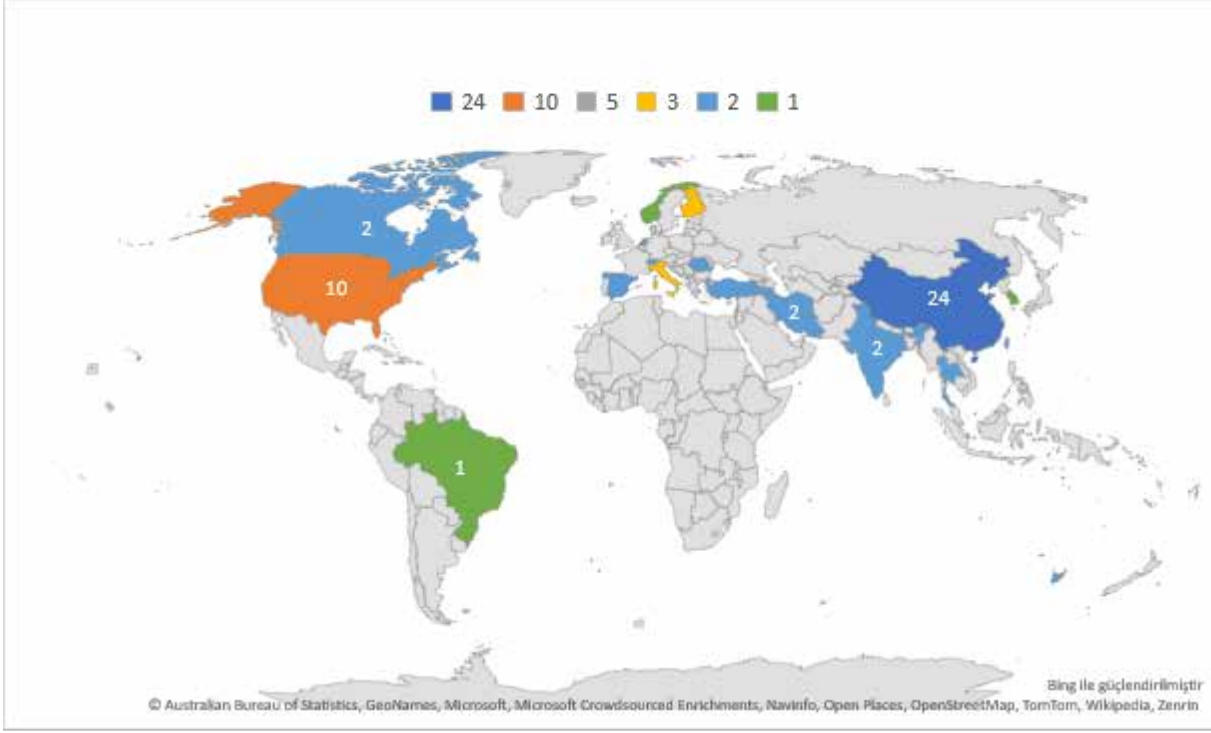 24 10 5 3 2 1
2
10
24
2
2
1
Bing ile güçlendirilmiştir
© Australian Bureau of Statistics, GeoNames, Microsoft, Microsoft Crowdsourced Enrichments, Navinfo, Open Places, OpenStreetMap, TomTom, Wikipedia, Zenrin